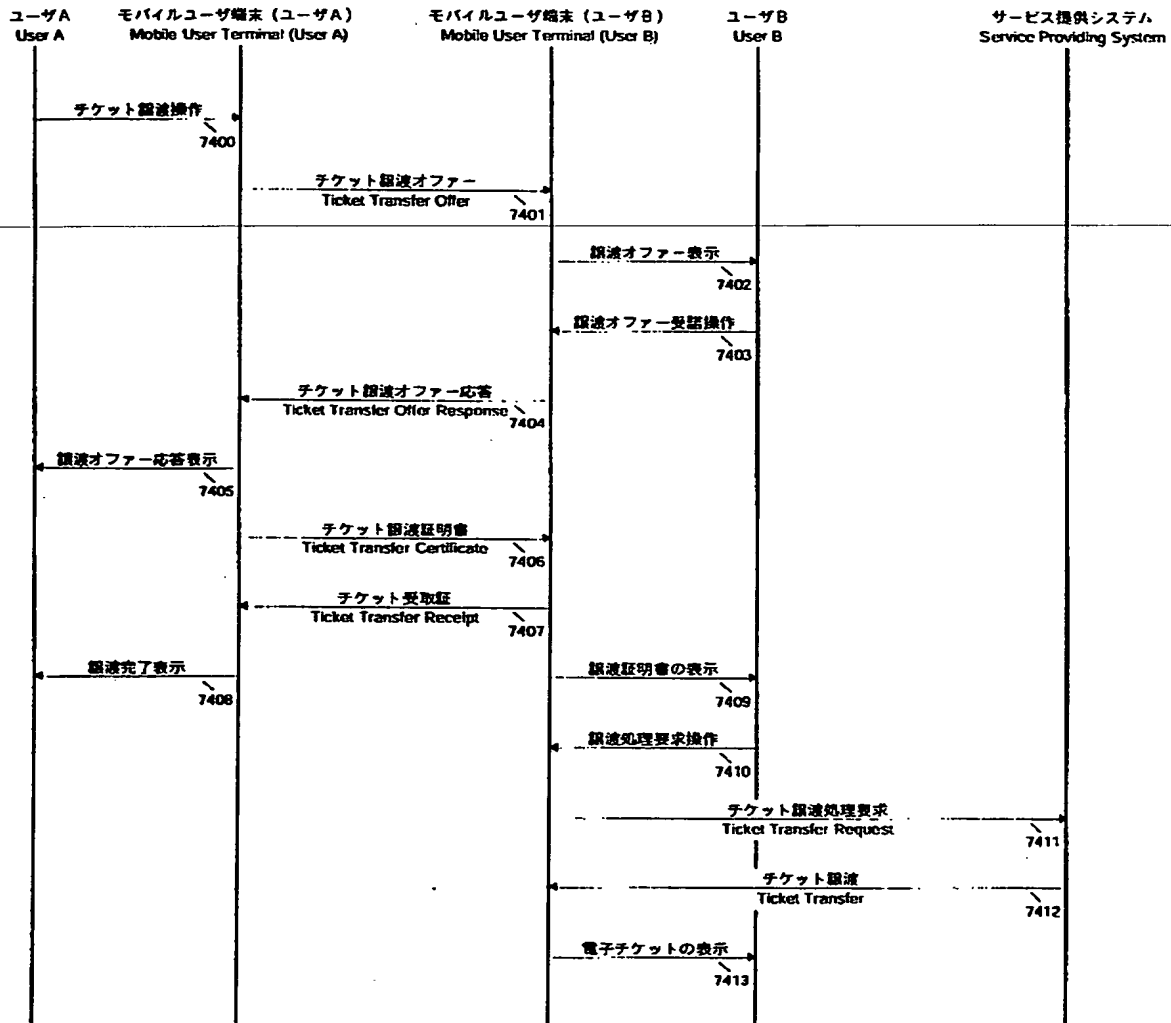 ユーザA
User A
モバイルユーザ端末（ユーザA）
Mobile User Terminal (User A)
モバイルユーザ端末（ユーザB）
Mobile User Terminal (User B)
ユーザB
User B
サービス提供システム
Service Providing System
チケット譲渡操作
7400
チケット譲渡オファー
Ticket Transfer Offer
7401
譲渡オファー表示
7402
譲渡オファー受諾操作
7403
チケット譲渡オファー応答
Ticket Transfer Offer Response
7404
譲渡オファー応答表示
7405
チケット譲渡証明書
Ticket Transfer Certificate
7406
チケット受取証
Ticket Transfer Receipt
7407
譲渡完了表示
7408
譲渡証明書の表示
7409
譲渡処理要求操作
7410
チケット譲渡処理要求
Ticket Transfer Request
7411
チケット譲渡
Ticket Transfer
7412
電子チケットの表示
7413